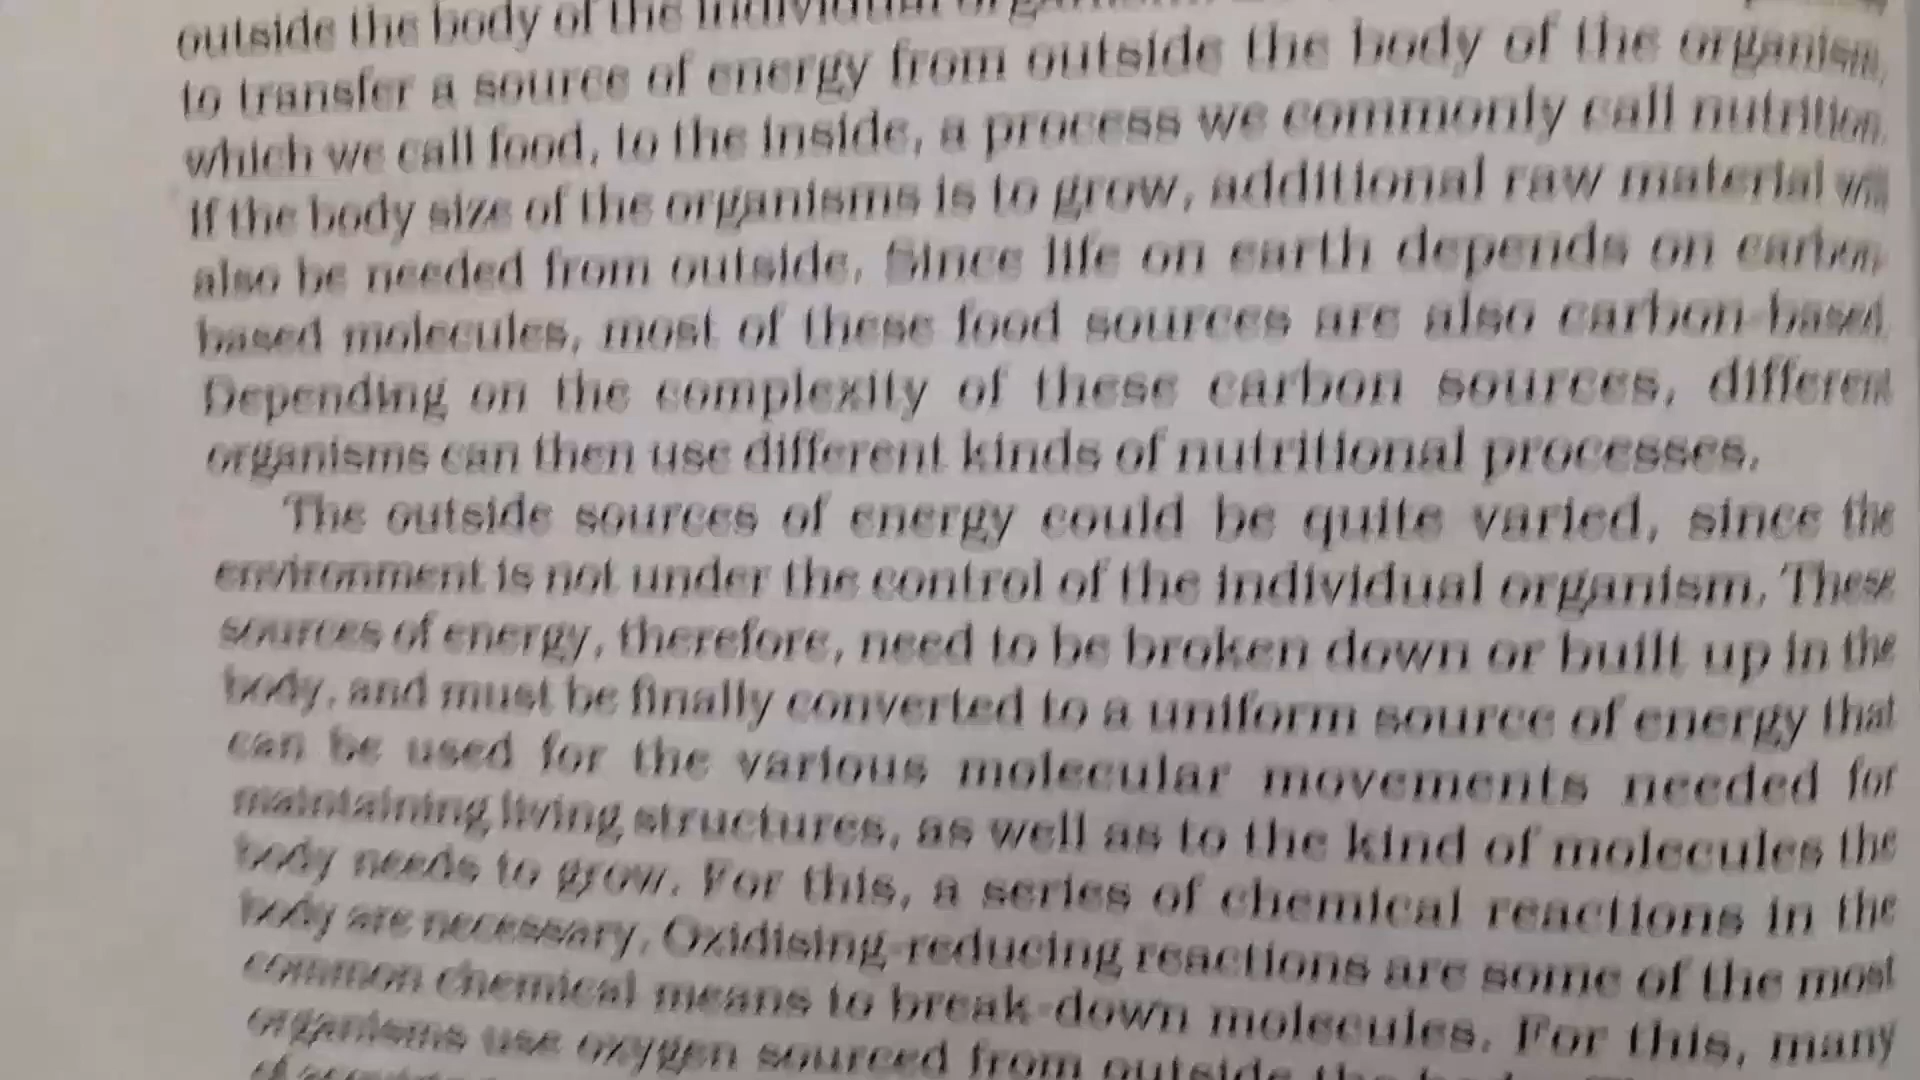 outside the body of the individual
to transfer a source of energy from outside the body of the organism,
which we call food, to the inside, a process we commonly call nutrition.
If the body size of the organisms is to grow, additional raw material will
also be needed from outside. Since life on earth depends on carbon-
based molecules, most of these food sources are also carbon-based.
Depending on the complexity of these carbon sources, different
organisms can then use different kinds of nutritional processes.
The outside sources of energy could be quite varied, since the
environment is not under the control of the individual organism. These
sources of energy, therefore, need to be broken down or built up in the
body, and must be finally converted to a uniform source of energy that
can be used for the various molecular movements needed for
maintaining living structures, as well as to the kind of molecules the
body needs to grow. For this, a series of chemical reactions in the
body are necessary. Oxidising-reducing reactions are some of the most
common chemical means to break-down molecules. For this, many
organisms use oxygen sourced from outside the